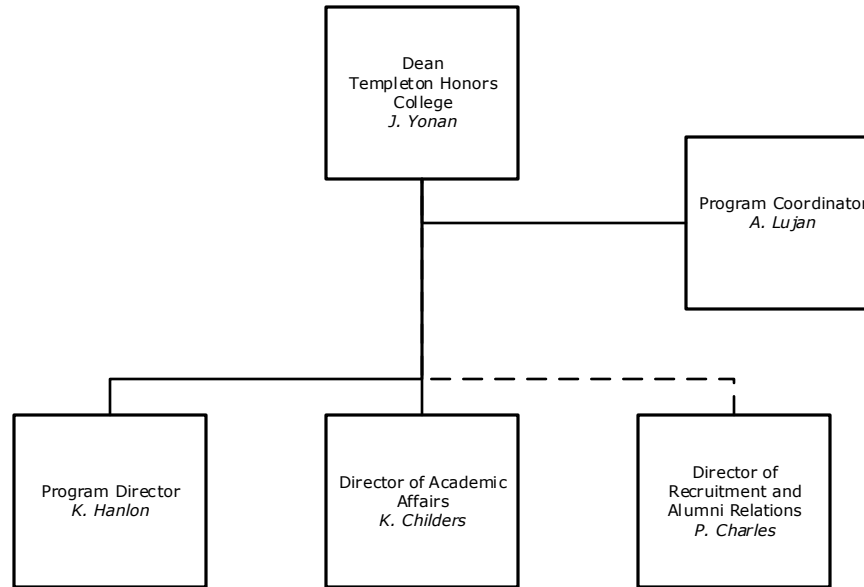 Dean
Templeton Honors
College
J. Yonan
Program Coordinator
A. Lujan
Program Director
K. Hanlon
Director of Academic
Affairs
K. Childers
Director of
Recruitment and
Alumni Relations
P. Charles